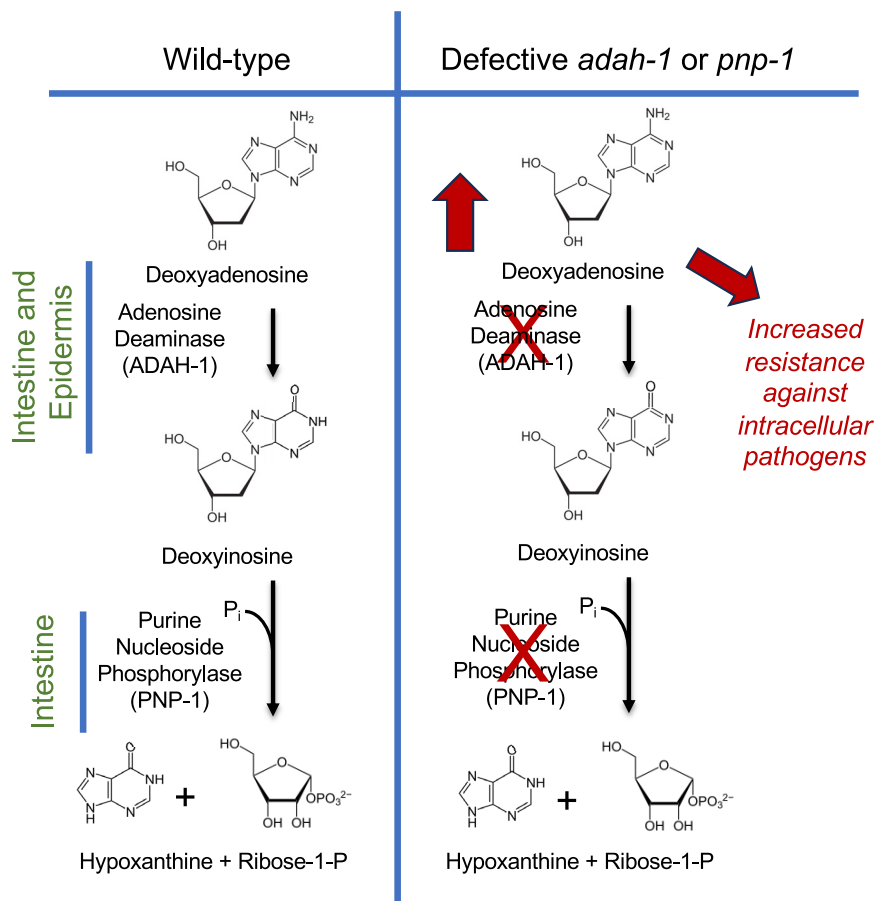 Wild-type
Defective adah-1 or pnp-1
NH₂
N
N
HO
O
N
N
OH
Deoxyadenosine
Intestine and
Epidermis
Adenosine
Deaminase
(ADAH-1)
O
N
NH
HO
O
N
N
OH
Deoxyinosine
Intestine
Pi
Purine
Nucleoside
Phosphorylase
(PNP-1)
O
N
NH
N
H
N
+
HO
O
OPO₃²⁻
OH
OH
Hypoxanthine + Ribose-1-P
NH₂
N
N
HO
O
N
N
OH
Deoxyadenosine
Adenosine
Deaminase
(ADAH-1)
Increased
resistance
against
intracellular
pathogens
O
N
N
HO
O
N
N
OH
Deoxyinosine
Pi
Purine
Nucleoside
Phosphorylase
(PNP-1)
O
N
NH
N
H
N
+
HO
O
OPO₃²⁻
OH
OH
Hypoxanthine + Ribose-1-P